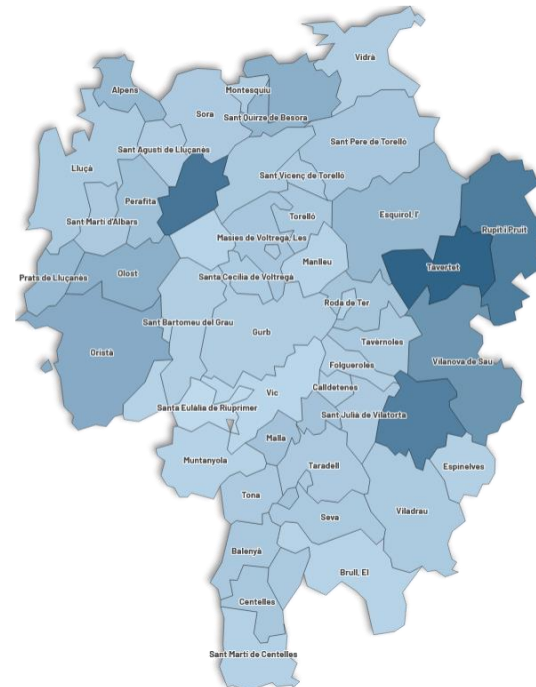 Vidrà
Alpens
Montesquiu
Sora
Sant Quirze de Besora
Sant Agustí de Lluçanès
Sant Pere de Torelló
Lluçà
Sant Vicenç de Torelló
Perafita
Sant Martí d'Albars
Torelló
Esquirol, l'
Rupit i Pruit
Masies de Voltregà, Les
Manlleu
Tavertet
Olost
Prats de Lluçanès
Santa Cecília de Voltregà
Roda de Ter
Sant Bartomeu del Grau
Gurb
Tavèrnoles
Oristà
Vilanova de Sau
Folgueroles
Calldetenes
Vic
Santa Eulàlia de Riuprimer
Sant Julià de Vilatorta
Malla
Muntanyola
Taradell
Espinelves
Tona
Viladrau
Seva
Balenyà
Brull, El
Centelles
Sant Martí de Centelles